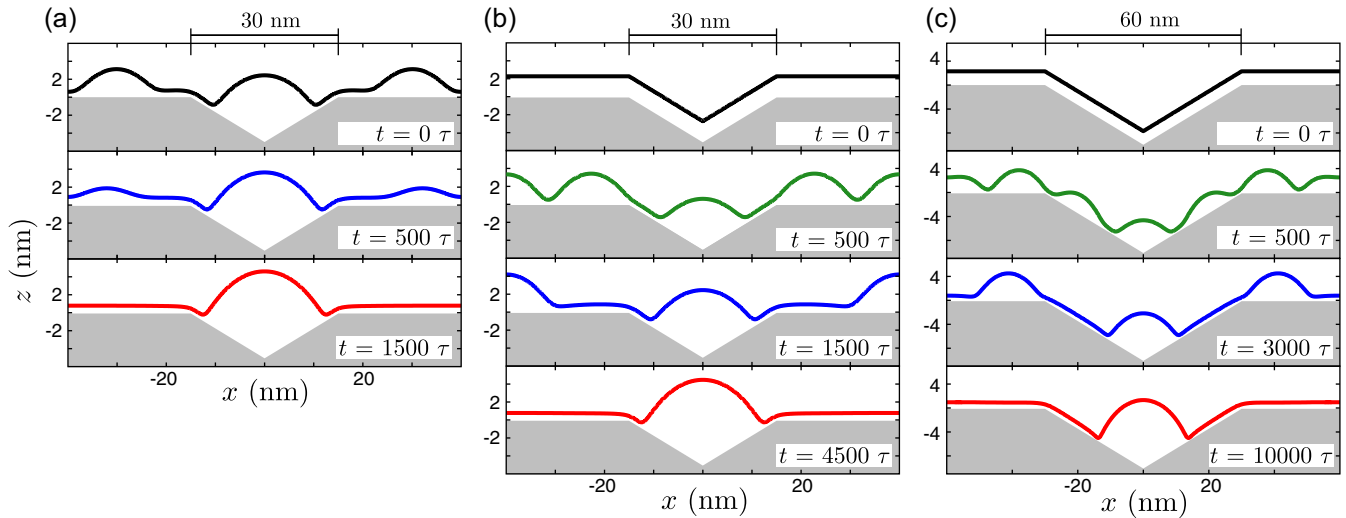 (a)
30 nm
2
-2
t = 0 τ
2
-2
t = 500 τ
2
-2
t = 1500 τ
-20
20
x (nm)
z (nm)
(b)
30 nm
2
-2
t = 0 τ
2
-2
t = 500 τ
2
-2
t = 1500 τ
2
-2
t = 4500 τ
-20
20
x (nm)
(c)
60 nm
4
-4
t = 0 τ
4
-4
t = 500 τ
4
-4
t = 3000 τ
4
-4
t = 10000 τ
-20
20
x (nm)